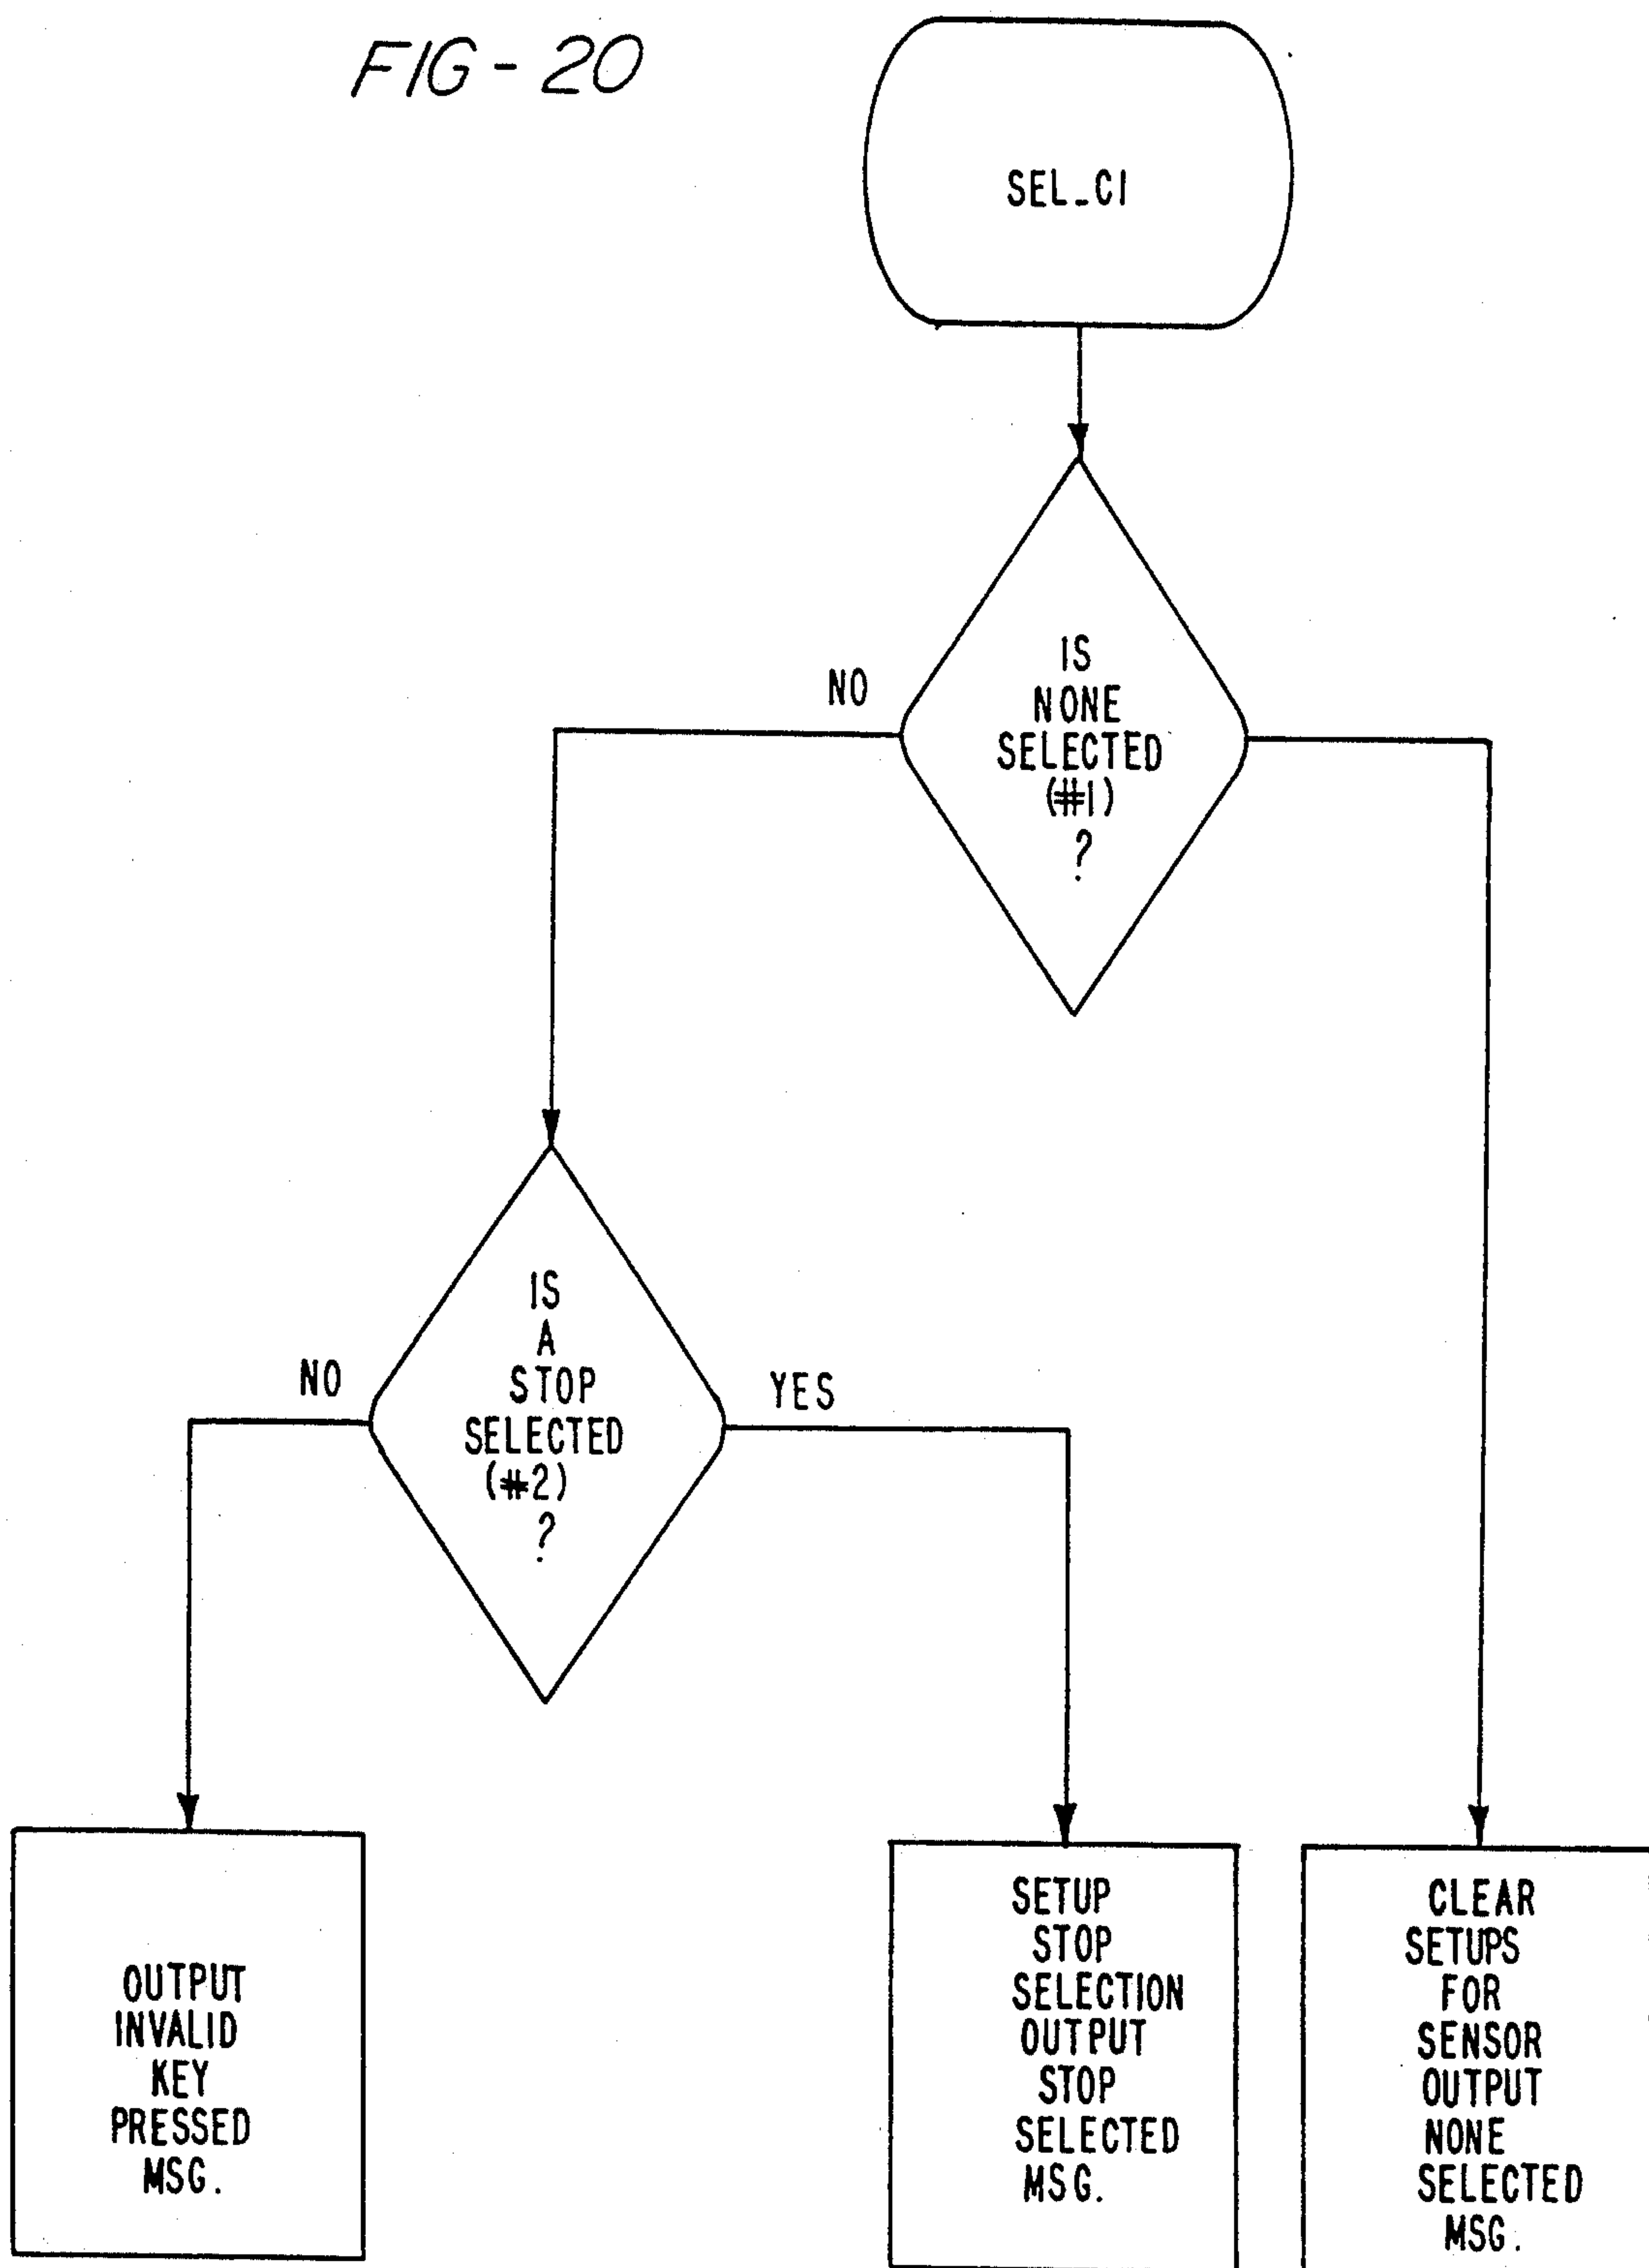 FIG - 20
SEL_C1
IS
NONE
SELECTED
(#1)
?
NO
IS
A
STOP
SELECTED
(#2)
?
NO
YES
OUTPUT
INVALID
KEY
PRESSED
MSG.
SETUP
STOP
SELECTION
OUTPUT
STOP
SELECTED
MSG.
CLEAR
SETUPS
FOR
SENSOR
OUTPUT
NONE
SELECTED
MSG.